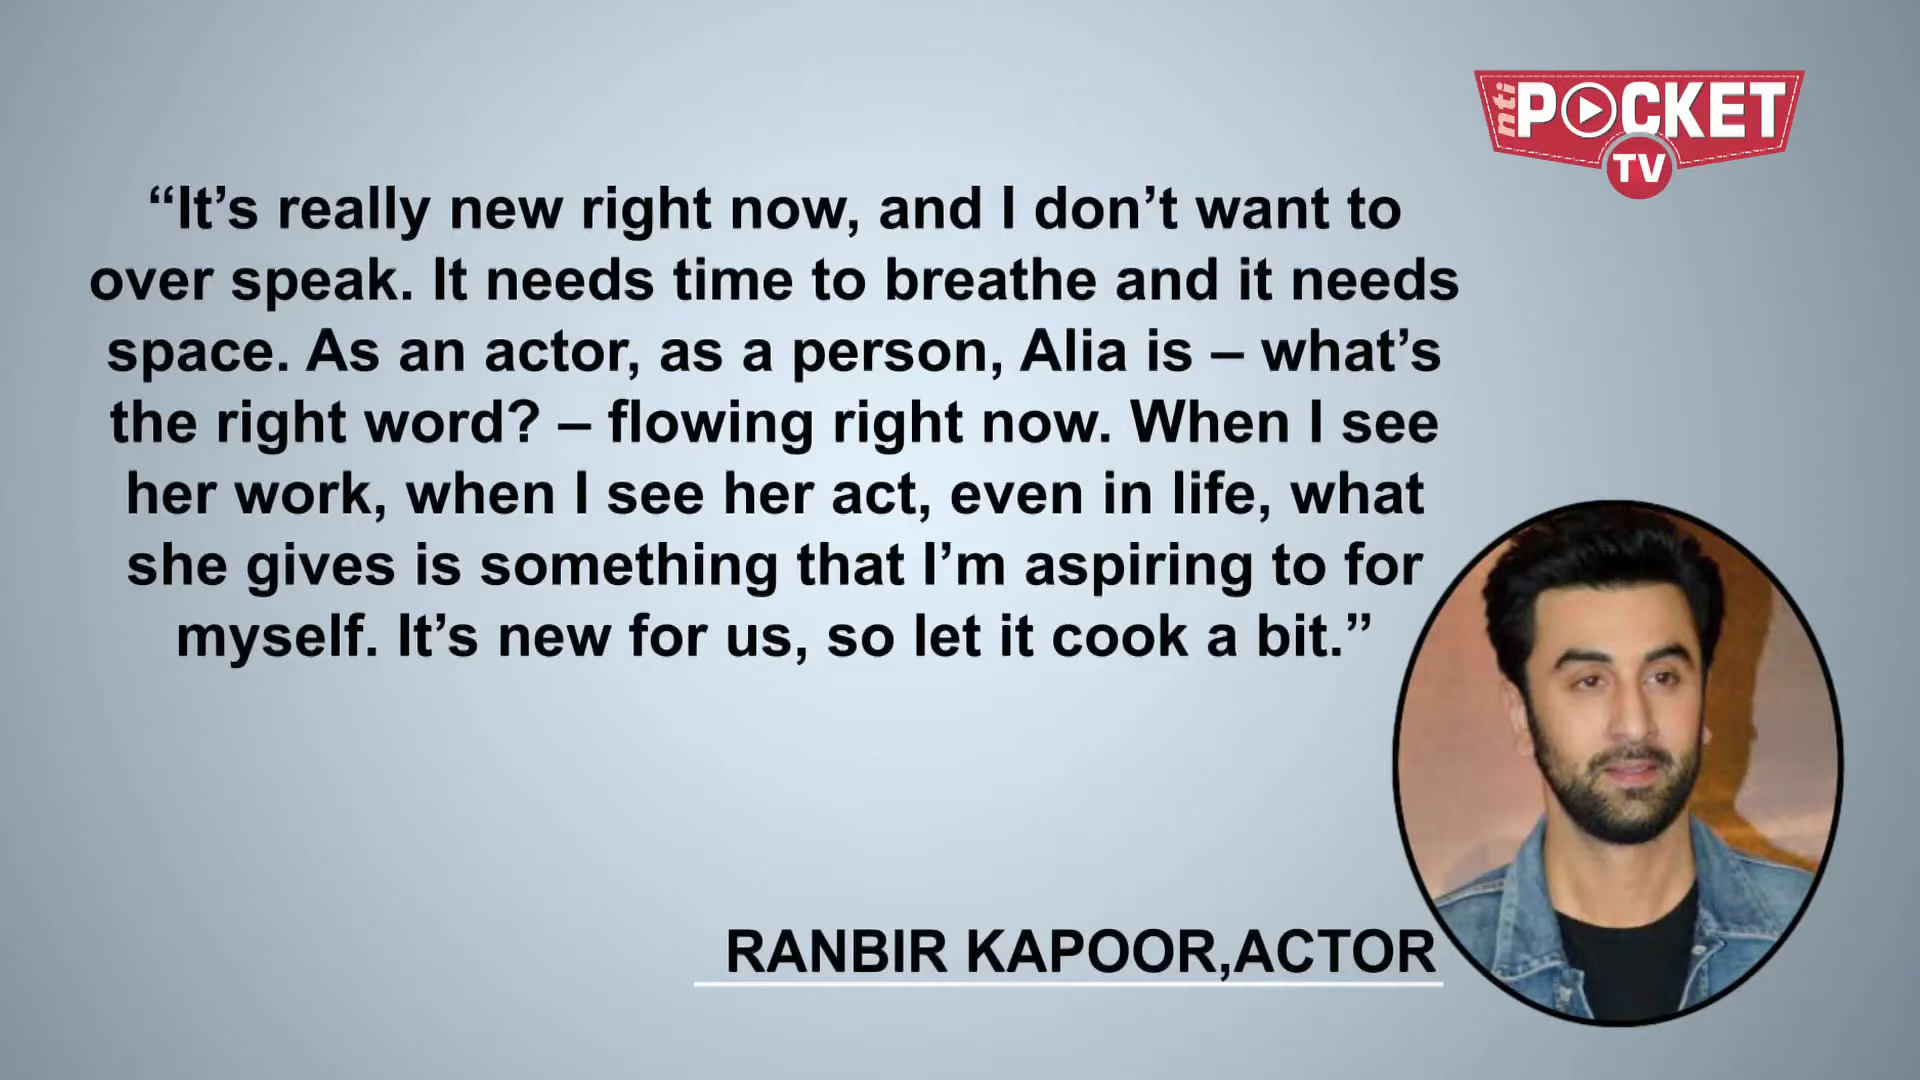 nti POCKET
TV
“It’s really new right now, and I don’t want to
over speak. It needs time to breathe and it needs
space. As an actor, as a person, Alia is – what’s
the right word? – flowing right now. When I see
her work, when I see her act, even in life, what
she gives is something that I’m aspiring to for
myself. It’s new for us, so let it cook a bit.”
RANBIR KAPOOR,ACTOR